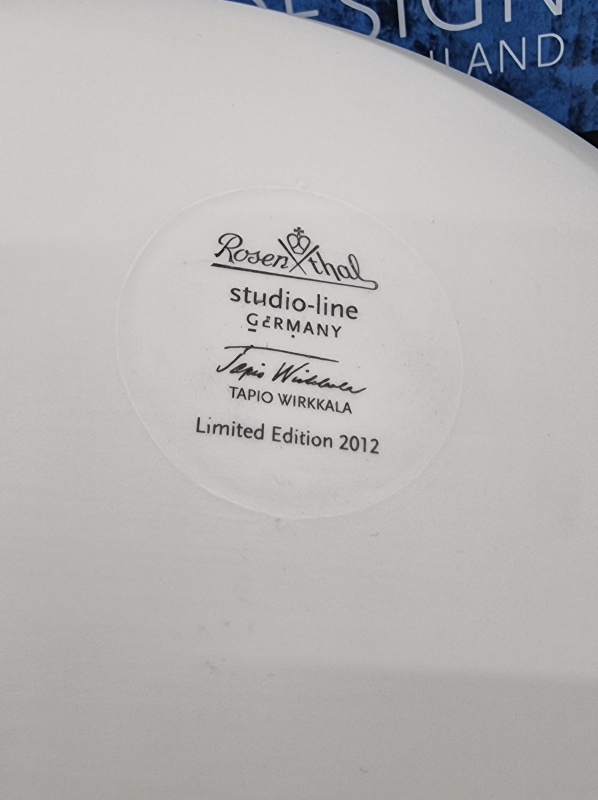 DESIGN
LAND
Rosenthal
studio-line
GERMANY
Tapio Wirkkala
TAPIO WIRKKALA
Limited Edition 2012